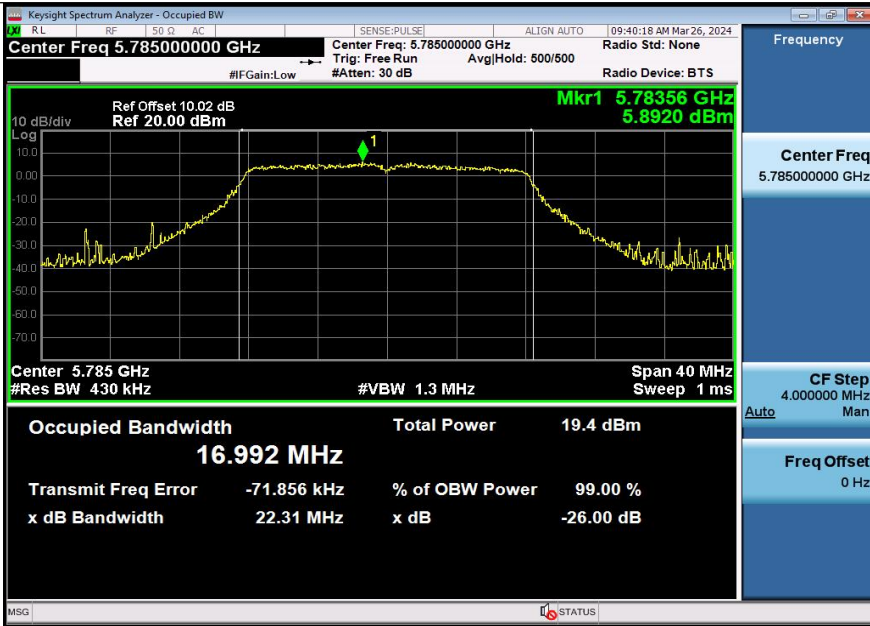 Keysight Spectrum Analyzer - Occupied BW
LXI RL RF 50 Ω AC SENSE:PULSE ALIGN AUTO 09:40:18 AM Mar 26, 2024
Center Freq 5.785000000 GHz
Center Freq: 5.785000000 GHz Radio Std: None
Trig: Free Run Avg|Hold: 500/500
#IFGain:Low #Atten: 30 dB Radio Device: BTS
Frequency
Ref Offset 10.02 dB Mkr1 5.78356 GHz
10 dB/div Ref 20.00 dBm 5.8920 dBm
Log
1
10.0
0.00
-10.0
-20.0
-30.0
-40.0
-50.0
-60.0
-70.0
Center 5.785 GHz Span 40 MHz
#Res BW 430 kHz #VBW 1.3 MHz Sweep 1 ms
Occupied Bandwidth Total Power 19.4 dBm
16.992 MHz
Transmit Freq Error -71.856 kHz % of OBW Power 99.00 %
x dB Bandwidth 22.31 MHz x dB -26.00 dB
Center Freq
5.785000000 GHz
CF Step
4.000000 MHz
Auto Man
Freq Offset
0 Hz
MSG STATUS